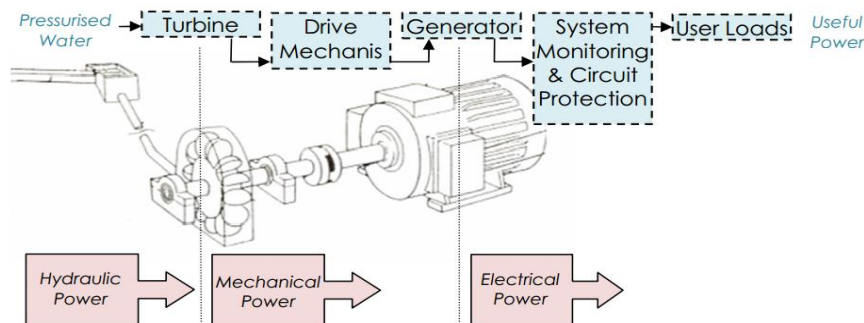 Pressurised
Water
Turbine
Drive
Mechanis
Generator
System
Monitoring
& Circuit
Protection
User Loads
Useful
Power
Hydraulic
Power
Mechanical
Power
Electrical
Power